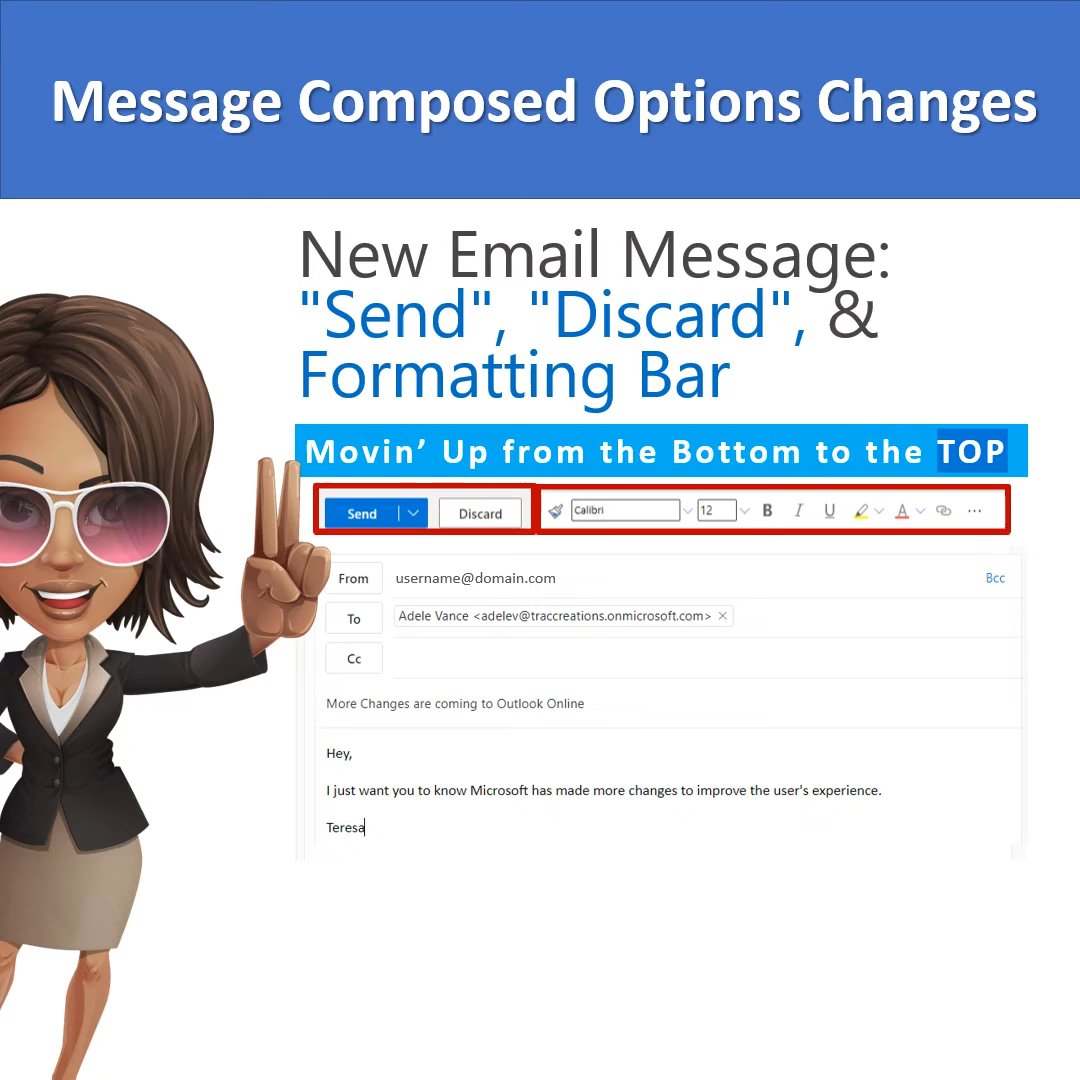 Message Composed Options Changes
New Email Message:
"Send", "Discard", &
Formatting Bar
Movin’ Up from the Bottom to the TOP
Send Discard Calibri 12 B I U A ...
From username@domain.com Bcc
To Adele Vance <adelev@traccreations.onmicrosoft.com> ×
Cc
More Changes are coming to Outlook Online
Hey,
I just want you to know Microsoft has made more changes to improve the user's experience.
Teresa